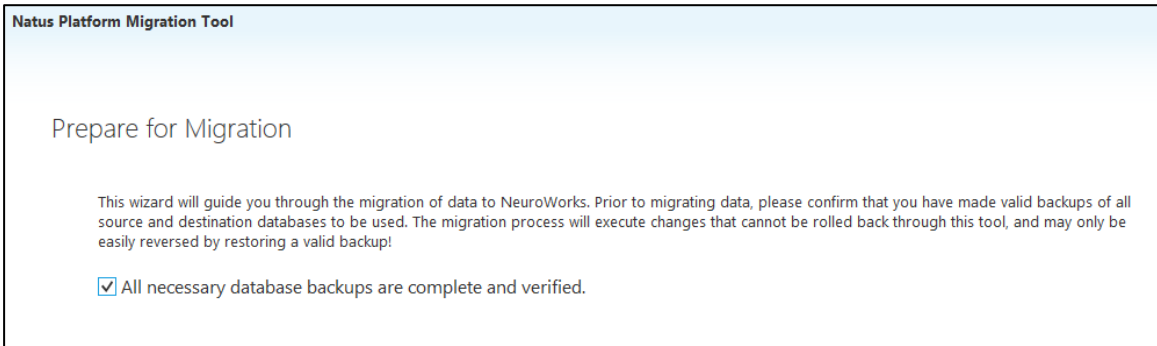 Natus Platform Migration Tool
Prepare for Migration
This wizard will guide you through the migration of data to NeuroWorks. Prior to migrating data, please confirm that you have made valid backups of all
source and destination databases to be used. The migration process will execute changes that cannot be rolled back through this tool, and may only be
easily reversed by restoring a valid backup!
All necessary database backups are complete and verified.